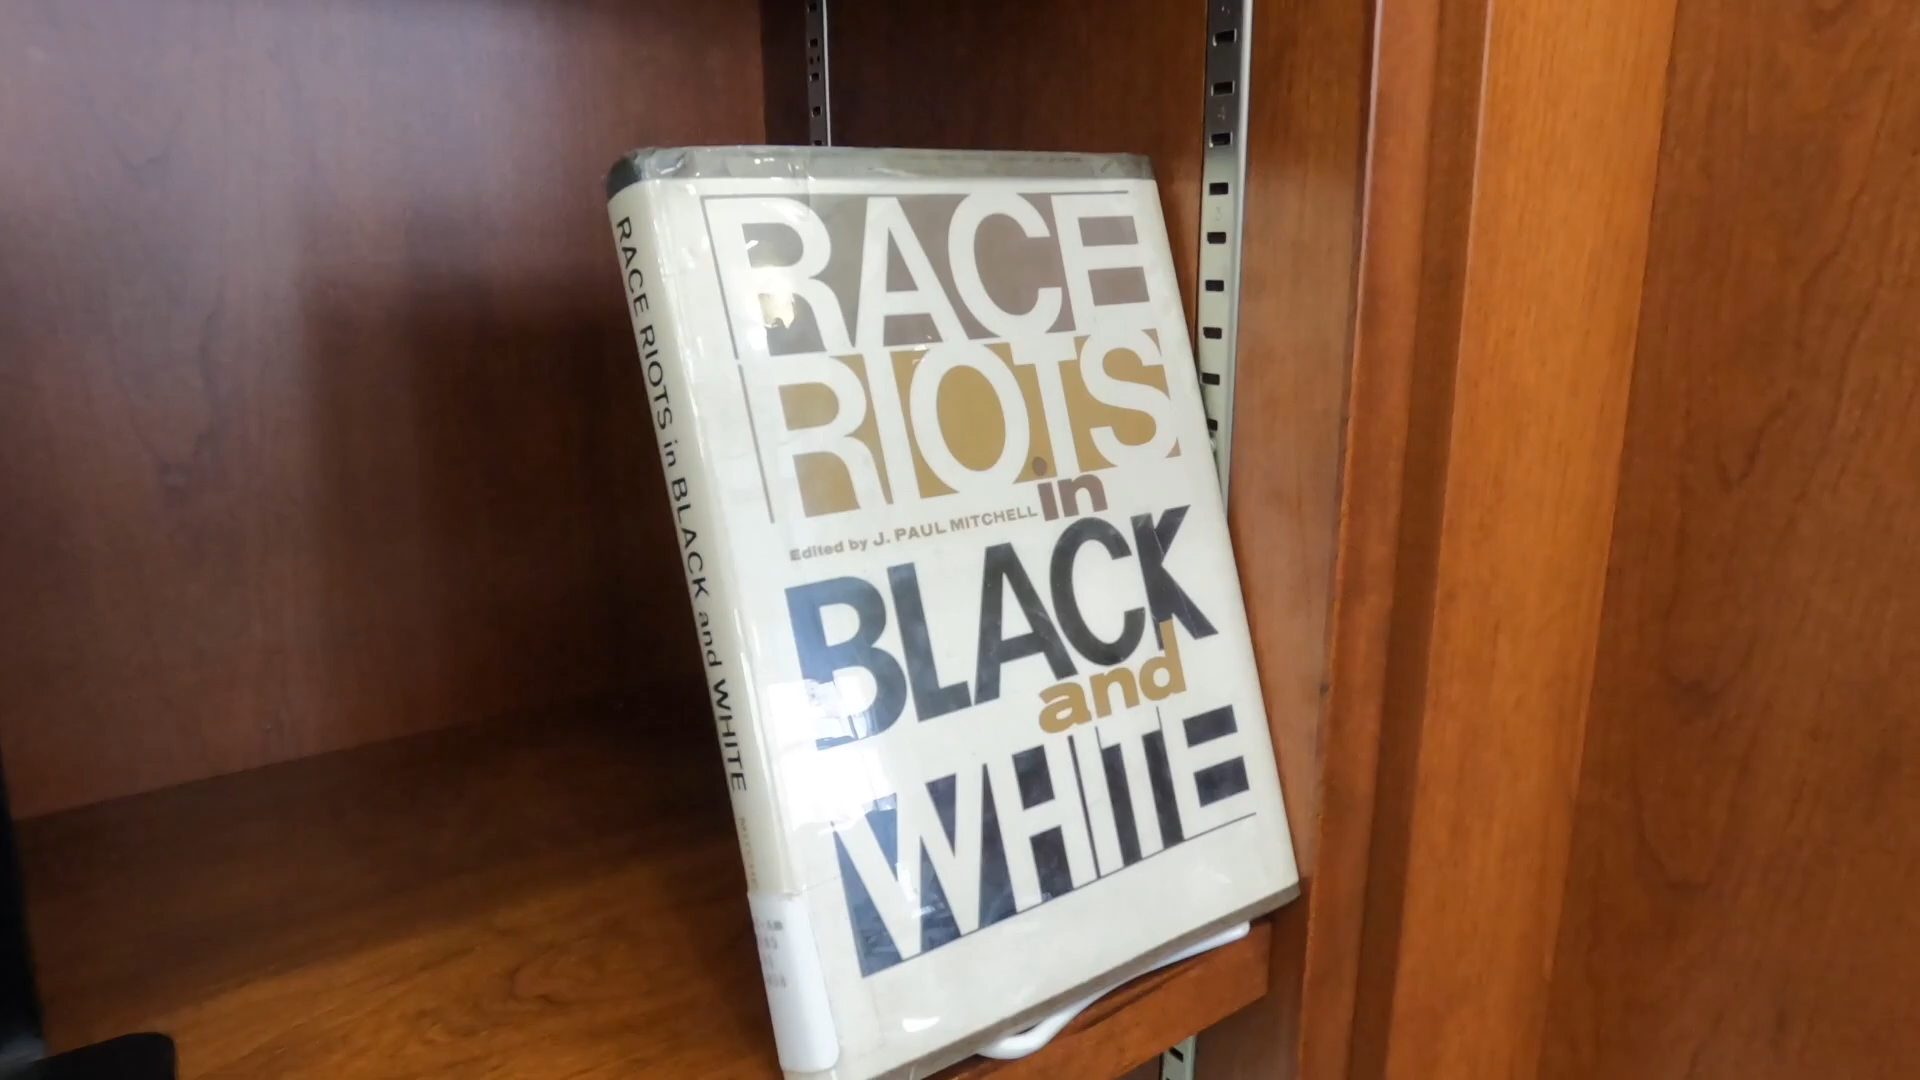 RACE
RIOTS
in
Edited by J. PAUL MITCHELL
BLACK
and
WHITE
RACE RIOTS in BLACK and WHITE